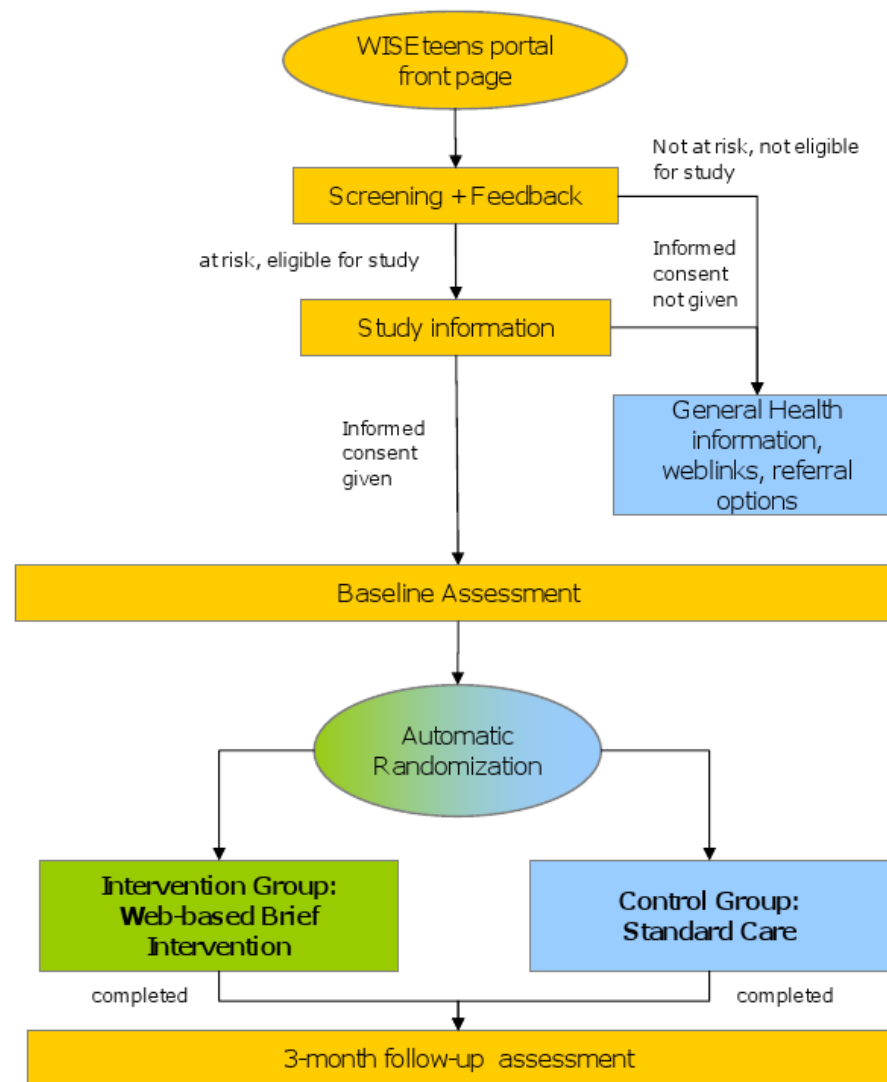 WISEteens portal
front page
Not at risk, not eligible
for study
Screening + Feedback
at risk, eligible for study
Informed
consent
not given
Study information
General Health
information,
weblinks, referral
options
Informed
consent
given
Baseline Assessment
Automatic
Randomization
Intervention Group:
Web-based Brief
Intervention
Control Group:
Standard Care
completed
completed
3-month follow-up assessment